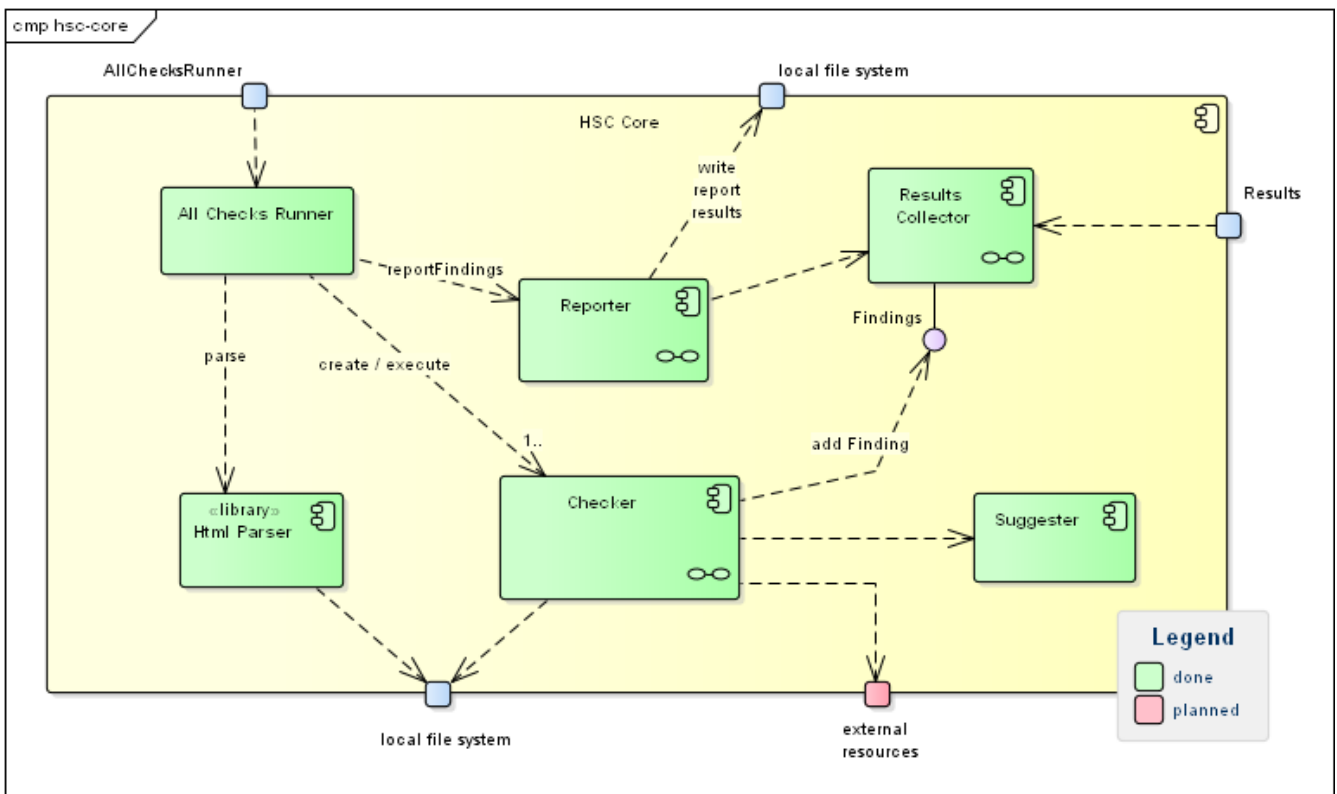 cmp hsc-core
AllChecksRunner
local file system
HSC Core
write
report
results
Results
Collector
Results
All Checks Runner
reportFindings
Reporter
Findings
parse
create / execute
1..
add Finding
«library»
Html Parser
Checker
Suggester
Legend
done
planned
local file system
external
resources